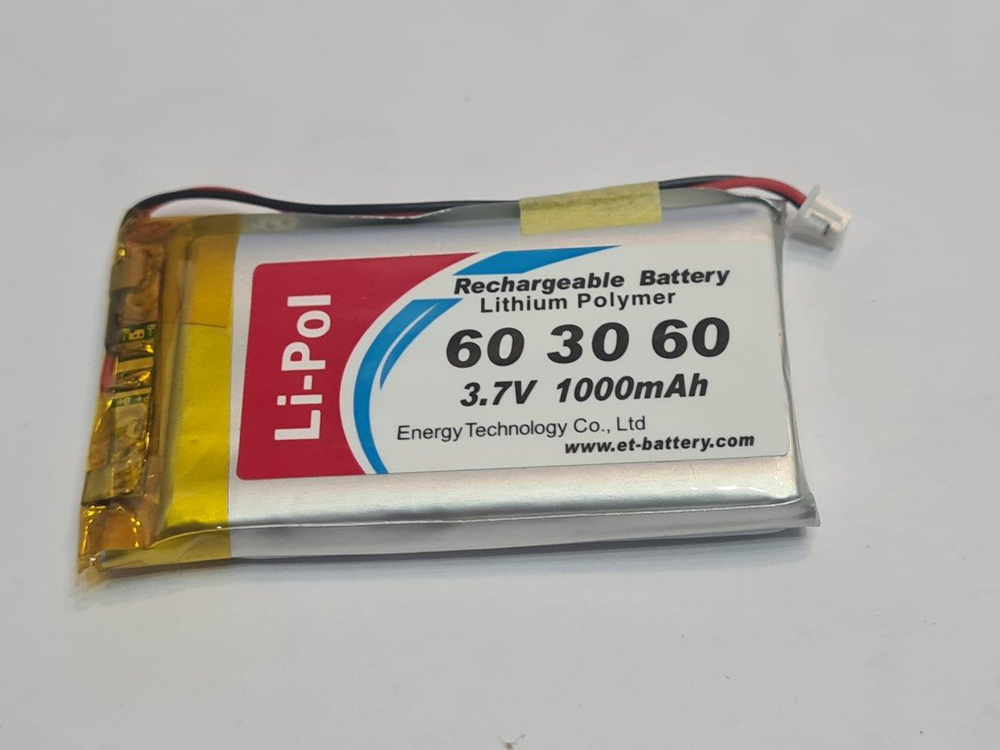 Li-Pol
Rechargeable Battery
Lithium Polymer
60 30 60
3.7V 1000mAh
Energy Technology Co., Ltd
www.et-battery.com